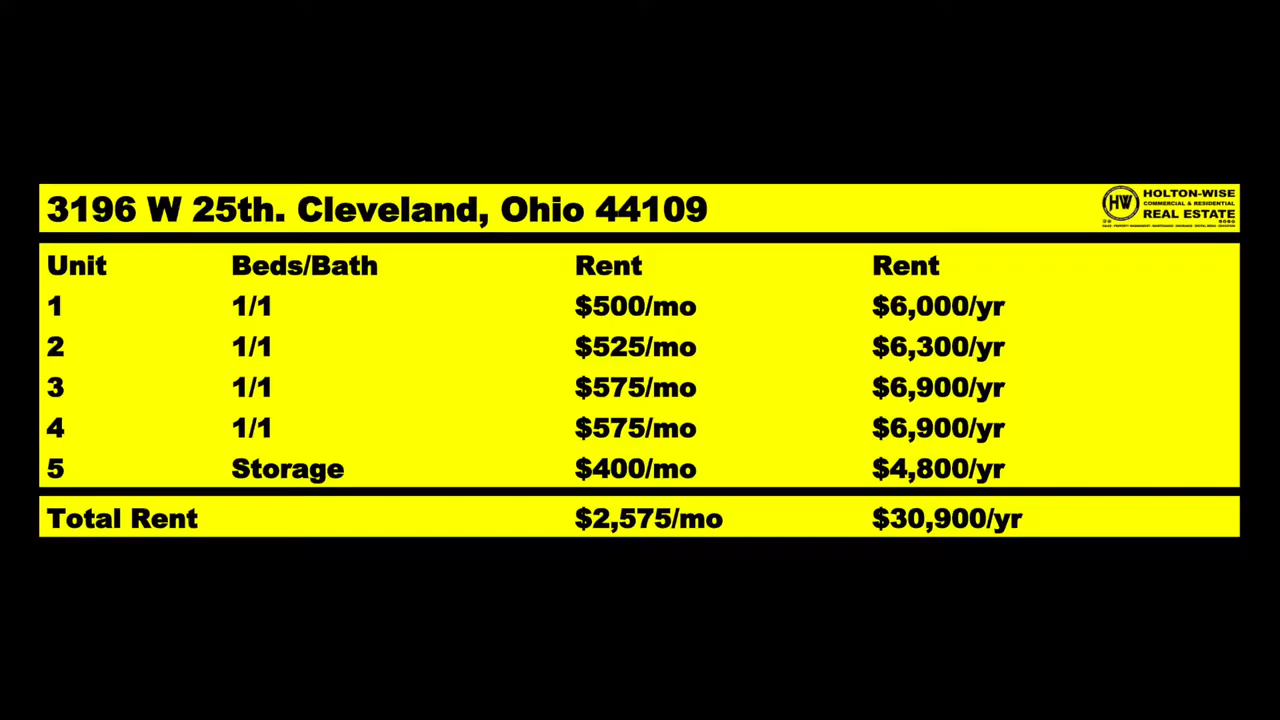 3196 W 25th. Cleveland, Ohio 44109
HW
HOLTON-WISE
COMMERCIAL & RESIDENTIAL
REAL ESTATE
Unit Beds/Bath Rent Rent
1 1/1 $500/mo $6,000/yr
2 1/1 $525/mo $6,300/yr
3 1/1 $575/mo $6,900/yr
4 1/1 $575/mo $6,900/yr
5 Storage $400/mo $4,800/yr
Total Rent $2,575/mo $30,900/yr